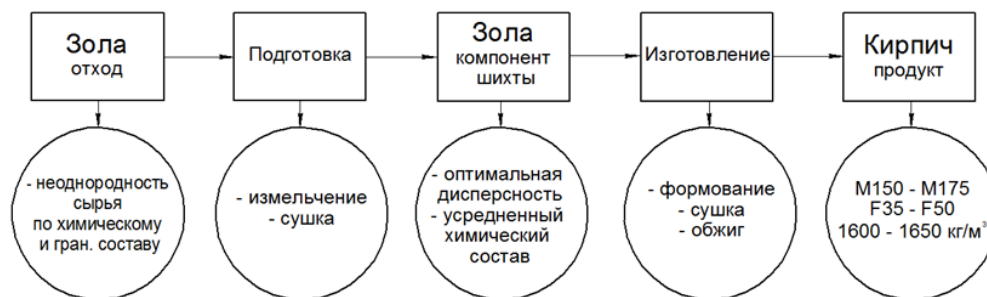 Зола
отход
Подготовка
Зола
компонент
шихты
Изготовление
Кирпич
продукт
- неоднородность
сырья
по химическому
и гран. составу
- измельчение
- сушка
- оптимальная
дисперсность
- усредненный
химический
состав
- формование
- сушка
- обжиг
М150 - М175
F35 - F50
1600 - 1650 кг/м³